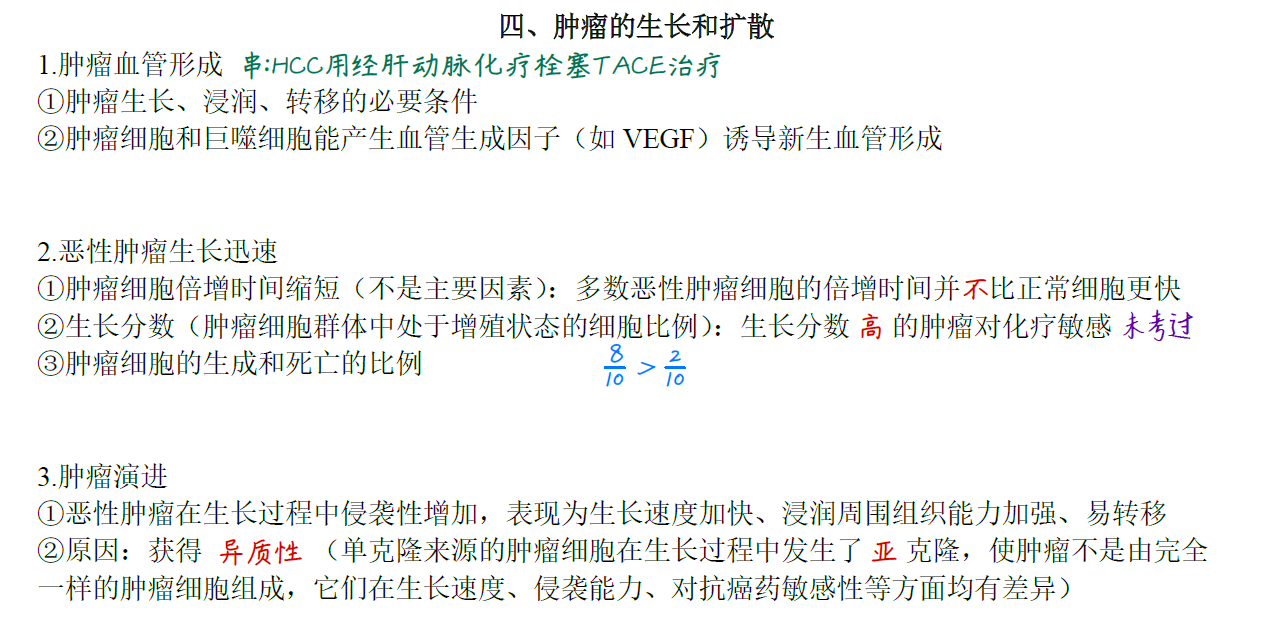 四、肿瘤的生长和扩散
1.肿瘤血管形成 串:HCC用经肝动脉化疗栓塞TACE治疗
①肿瘤生长、浸润、转移的必要条件
②肿瘤细胞和巨噬细胞能产生血管生成因子（如 VEGF）诱导新生血管形成
2.恶性肿瘤生长迅速
①肿瘤细胞倍增时间缩短（不是主要因素）：多数恶性肿瘤细胞的倍增时间并不比正常细胞更快
②生长分数（肿瘤细胞群体中处于增殖状态的细胞比例）：生长分数 高 的肿瘤对化疗敏感 未考过
③肿瘤细胞的生成和死亡的比例 8/10 > 2/10
3.肿瘤演进
①恶性肿瘤在生长过程中侵袭性增加，表现为生长速度加快、浸润周围组织能力加强、易转移
②原因：获得 异质性 （单克隆来源的肿瘤细胞在生长过程中发生了 亚 克隆，使肿瘤不是由完全
一样的肿瘤细胞组成，它们在生长速度、侵袭能力、对抗癌药敏感性等方面均有差异）